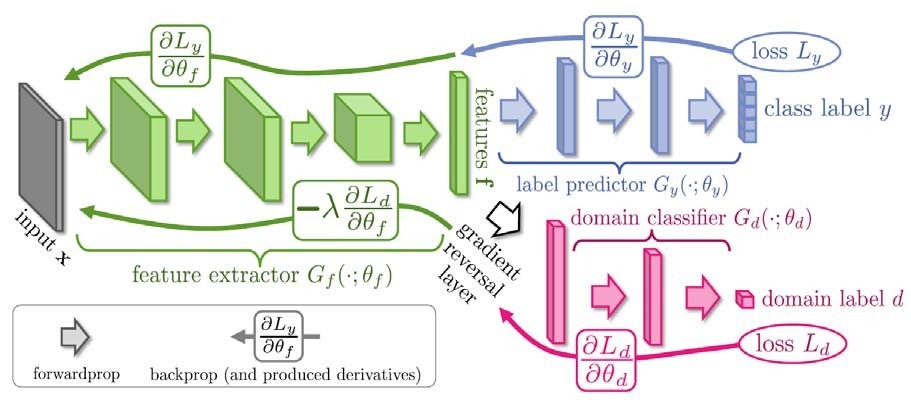 ∂L_y/∂θ_f
∂L_y/∂θ_y
loss L_y
features f
class label y
label predictor G_y(·; θ_y)
input x
−λ ∂L_d/∂θ_f
feature extractor G_f(·; θ_f)
gradient
reversal
layer
domain classifier G_d(·; θ_d)
domain label d
∂L_d/∂θ_d
loss L_d
forwardprop
∂L_y/∂θ_f
backprop (and produced derivatives)